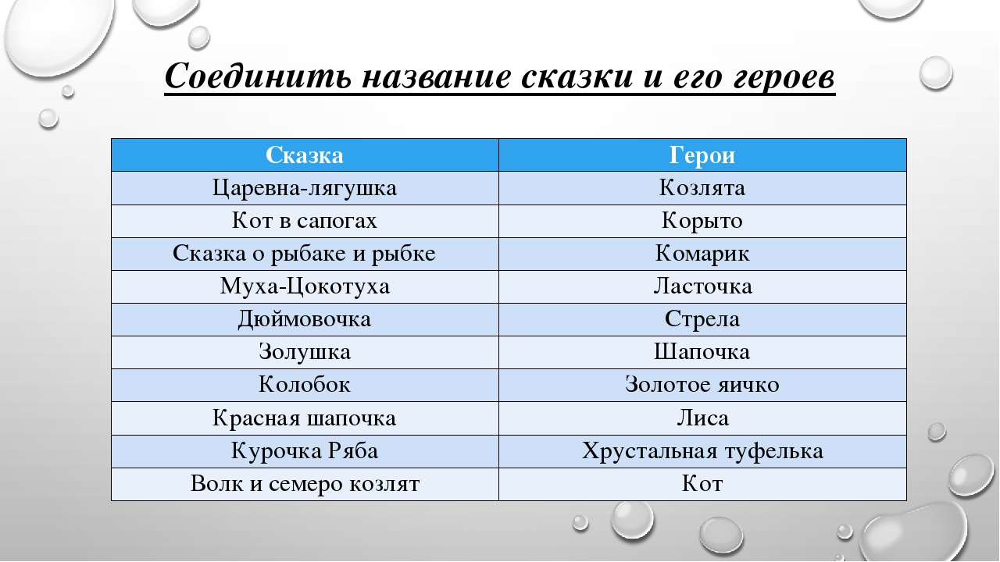 Соединить название сказки и его героев
Сказка Герои
Царевна-лягушка Козлята
Кот в сапогах Корыто
Сказка о рыбаке и рыбке Комарик
Муха-Цокотуха Ласточка
Дюймовочка Стрела
Золушка Шапочка
Колобок Золотое яичко
Красная шапочка Лиса
Курочка Ряба Хрустальная туфелька
Волк и семеро козлят Кот